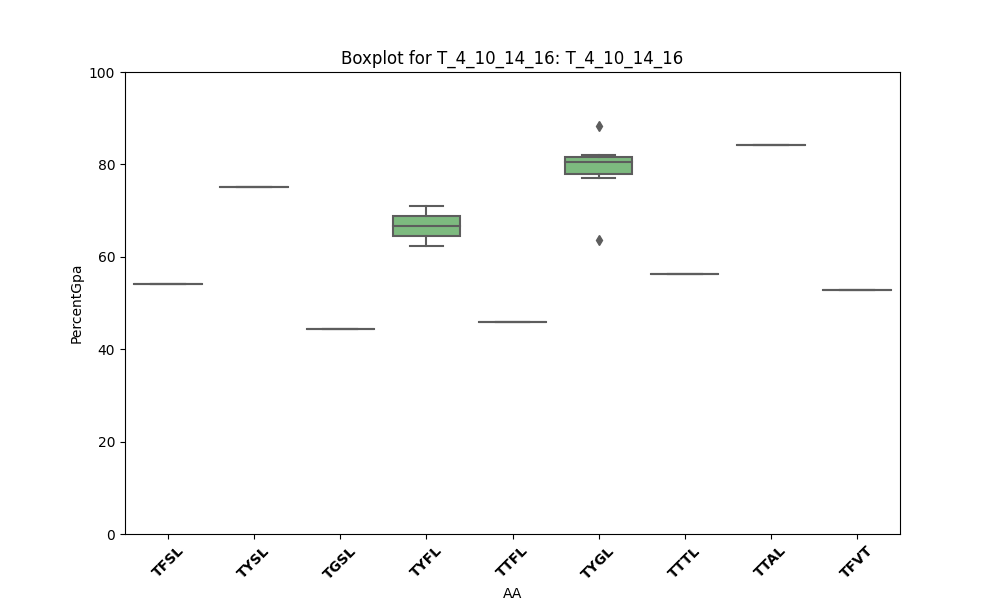 Boxplot for T_4_10_14_16: T_4_10_14_16
100
80
60
40
20
0
PercentGpa
TFSL
TYSL
TGSL
TYFL
TTFL
TYGL
TTTL
TTAL
TFVT
AA